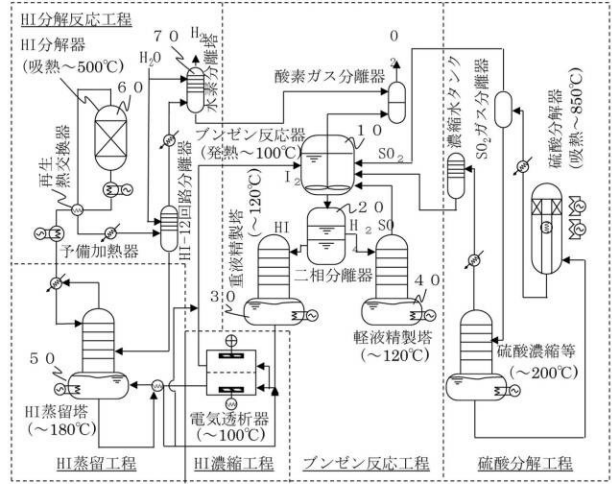 HI分解反応工程
HI分解器
(吸熱～500℃)
60
H₂O
70
H₂
水素分離塔
再生
熱交換器
予備加熱器
HI-I2回路分離器
O₂
酸素ガス分離器
ブンゼン反応器
(発熱～100℃)
10
SO₂
I₂
20
HI
H₂SO₄
二相分離器
重液精製塔
(～120℃)
30
40
軽液精製塔
(～120℃)
濃縮水タンク
SO₂ガス分離器
硫酸分解器
(吸熱～850℃)
硫酸濃縮等
(～200℃)
50
HI蒸留塔
(～180℃)
電気透析器
(～100℃)
HI蒸留工程
HI濃縮工程
ブンゼン反応工程
硫酸分解工程